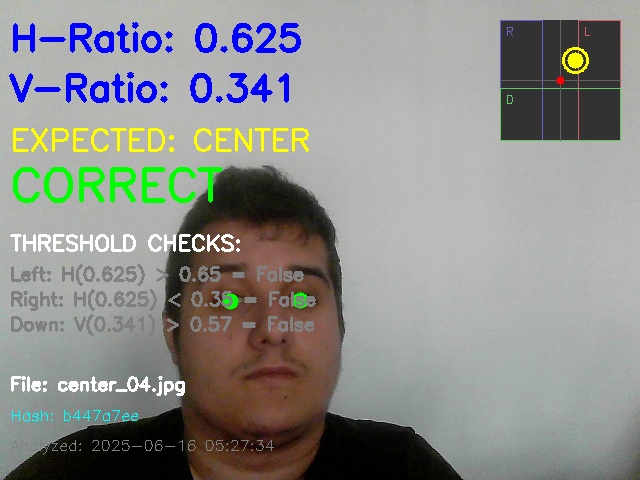 H-Ratio: 0.625
V-Ratio: 0.341
EXPECTED: CENTER
CORRECT
THRESHOLD CHECKS:
Left: H(0.625) > 0.65 = False
Right: H(0.625) < 0.35 = False
Down: V(0.341) > 0.57 = False
File: center_04.jpg
Hash: b447a7ee
Analyzed: 2025-06-16 05:27:34
R L
D